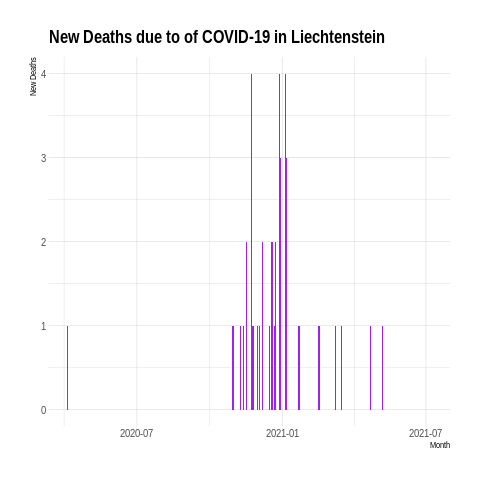 New Deaths due to of COVID-19 in Liechtenstein
New Deaths
4
3
2
1
0
2020-07
2021-01
2021-07
Month